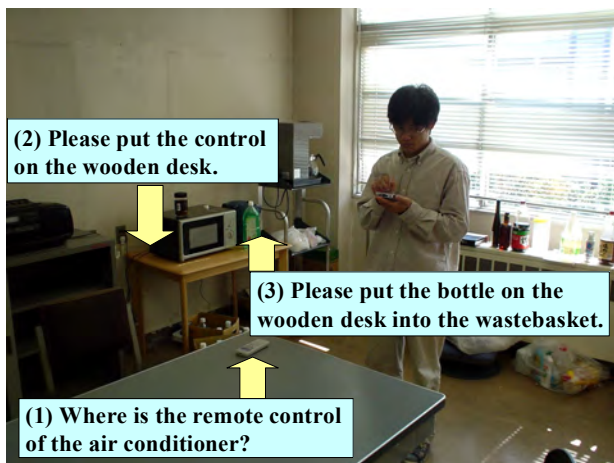 (2) Please put the control
on the wooden desk.
(3) Please put the bottle on the
wooden desk into the wastebasket.
(1) Where is the remote control
of the air conditioner?